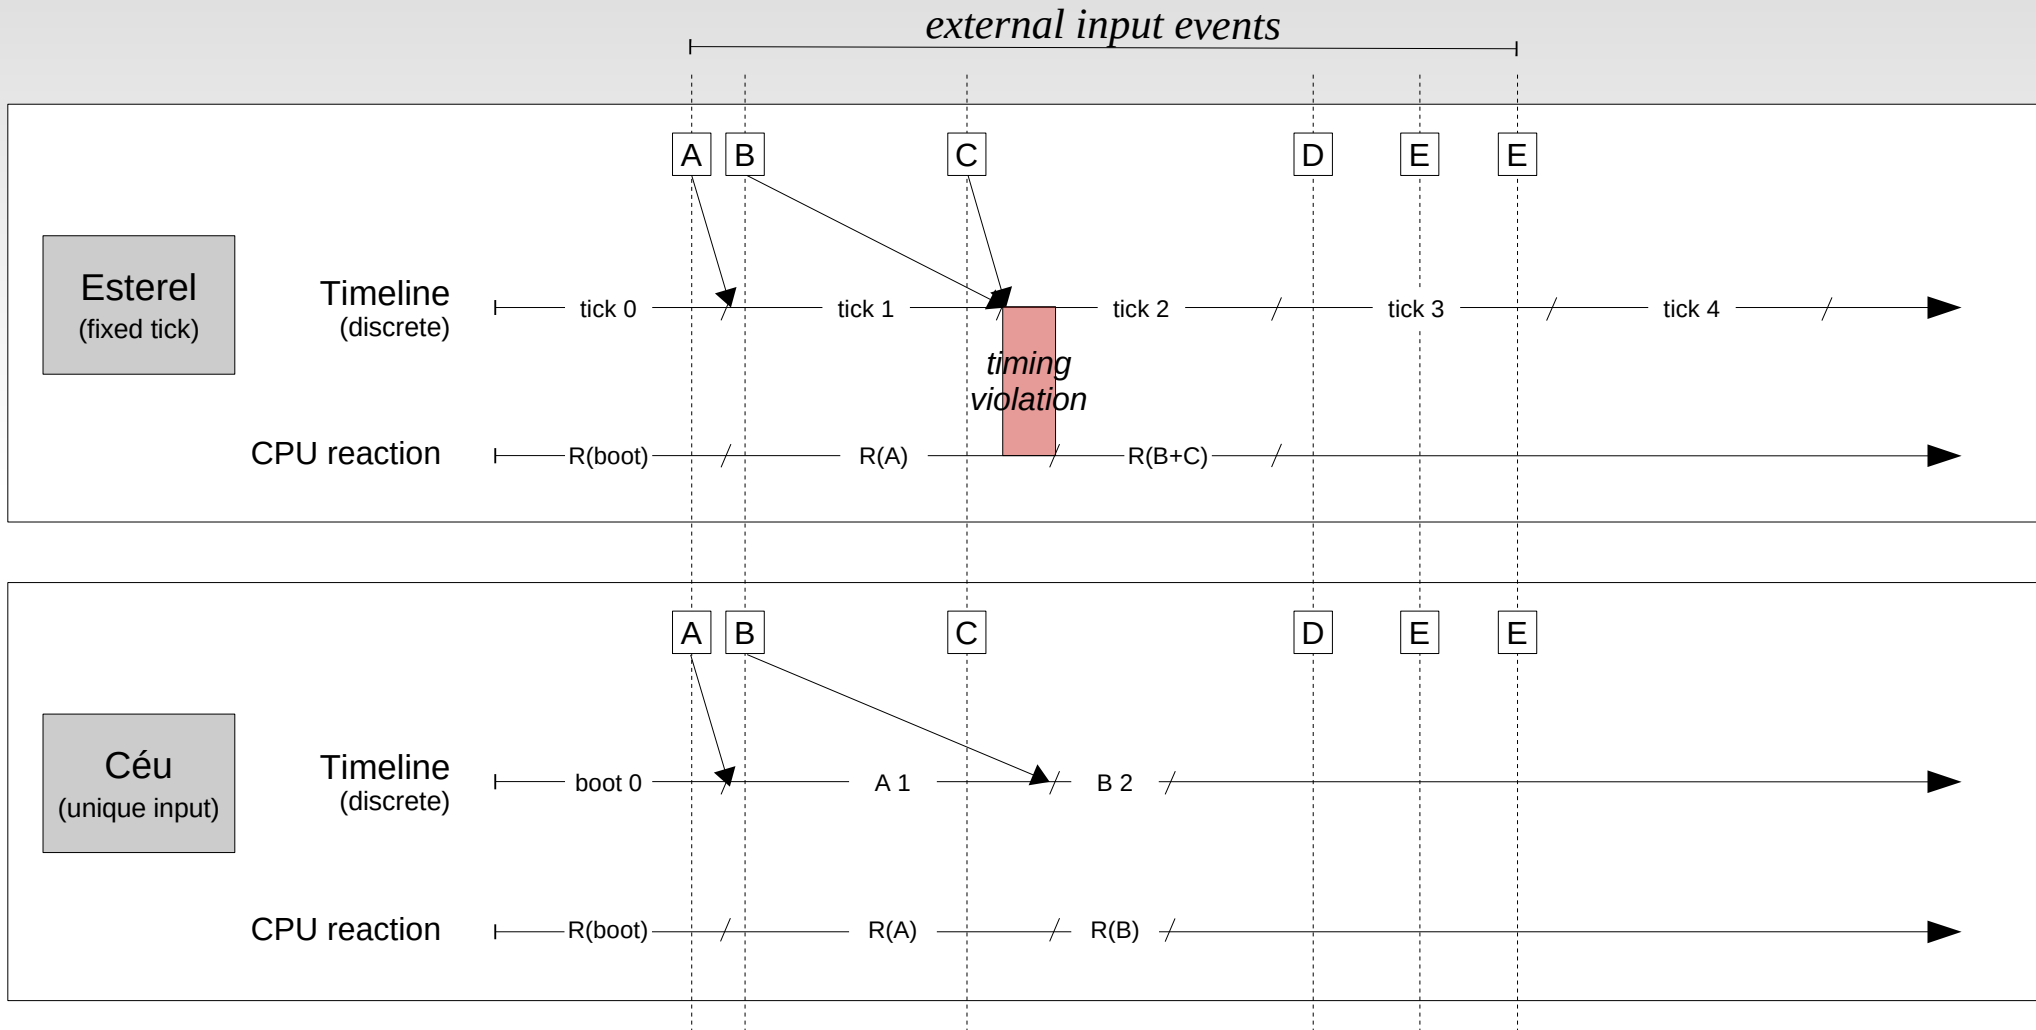 external input events
A B C D E E
Esterel
(fixed tick)
Timeline
(discrete)
tick 0 tick 1 tick 2 tick 3 tick 4
timing
violation
CPU reaction
R(boot) R(A) R(B+C)
A B C D E E
Céu
(unique input)
Timeline
(discrete)
boot 0 A 1 B 2
CPU reaction
R(boot) R(A) R(B)